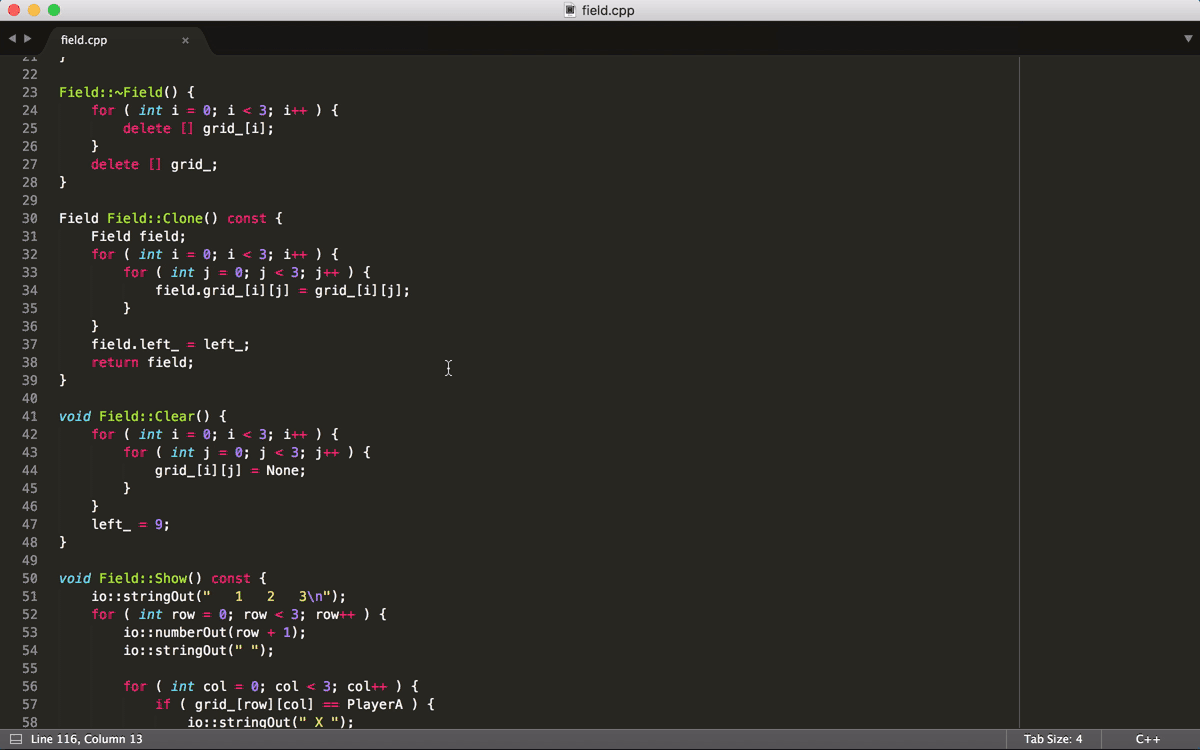 field.cpp
field.cpp ×
21 }
22
23 Field::~Field() {
24     for ( int i = 0; i < 3; i++ ) {
25         delete [] grid_[i];
26     }
27     delete [] grid_;
28 }
29
30 Field Field::Clone() const {
31     Field field;
32     for ( int i = 0; i < 3; i++ ) {
33         for ( int j = 0; j < 3; j++ ) {
34             field.grid_[i][j] = grid_[i][j];
35         }
36     }
37     field.left_ = left_;
38     return field;
39 }
40
41 void Field::Clear() {
42     for ( int i = 0; i < 3; i++ ) {
43         for ( int j = 0; j < 3; j++ ) {
44             grid_[i][j] = None;
45         }
46     }
47     left_ = 9;
48 }
49
50 void Field::Show() const {
51     io::stringOut("   1   2   3\n");
52     for ( int row = 0; row < 3; row++ ) {
53         io::numberOut(row + 1);
54         io::stringOut(" ");
55
56         for ( int col = 0; col < 3; col++ ) {
57             if ( grid_[row][col] == PlayerA ) {
58                 io::stringOut(" X ");
Line 116, Column 13
Tab Size: 4
C++